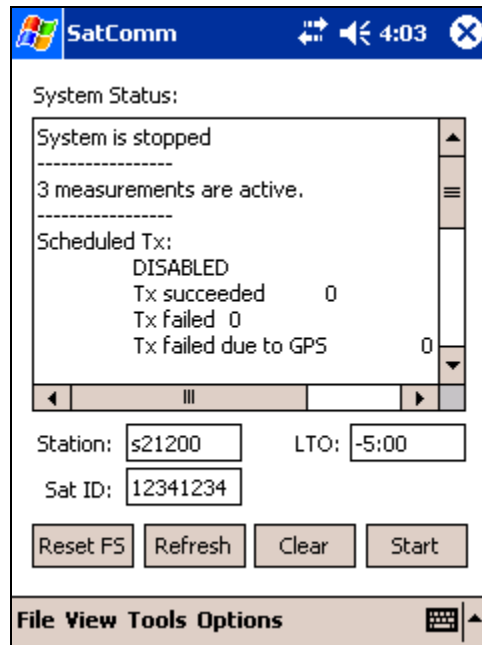 SatComm 4:03
System Status:
System is stopped
-----------------
3 measurements are active.
-----------------
Scheduled Tx:
DISABLED
Tx succeeded 0
Tx failed 0
Tx failed due to GPS 0
Station: s21200 LTO: -5:00
Sat ID: 12341234
Reset FS Refresh Clear Start
File View Tools Options